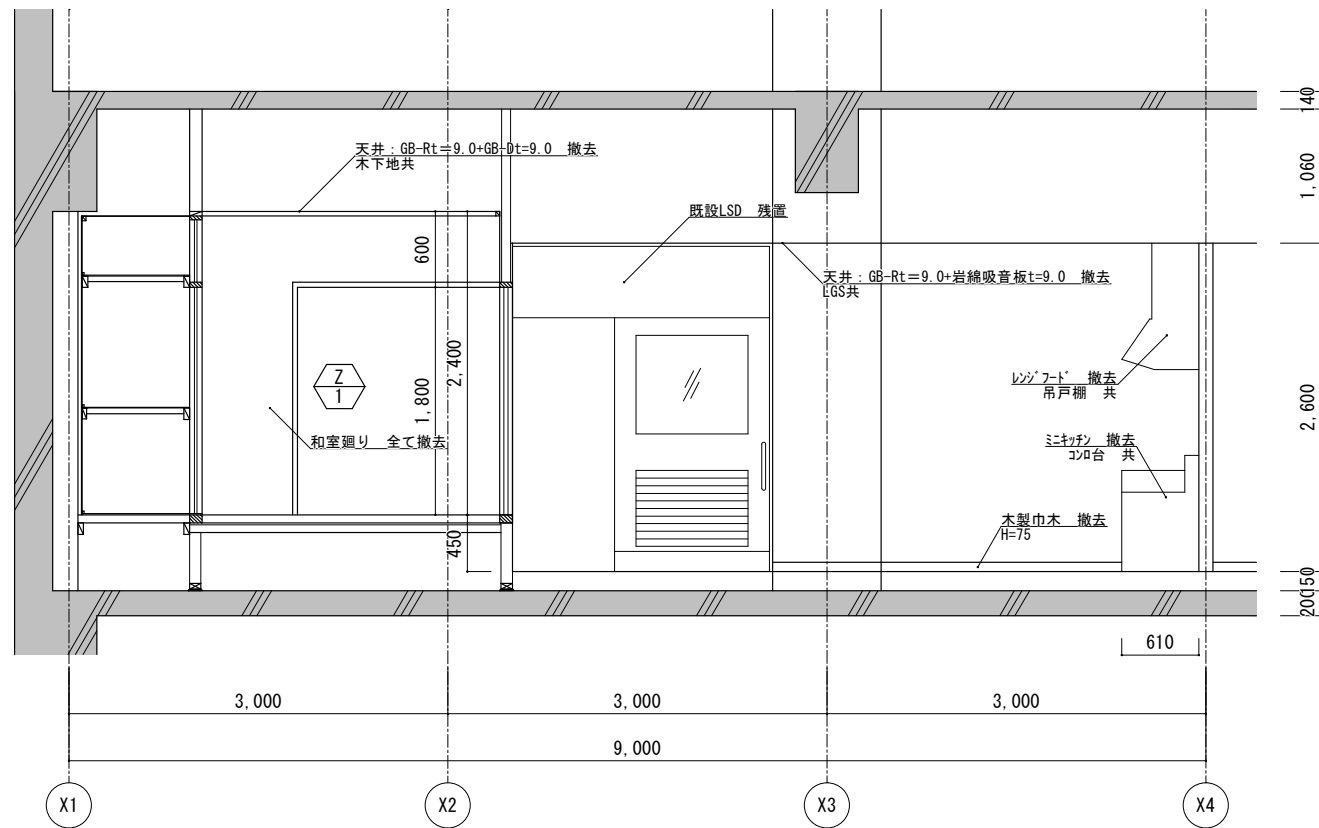 140
天井：GB-Rt＝9.0+GB-Dt=9.0　撤去
木下地共
1,060
既設LSD　残置
600
天井：GB-Rt＝9.0+岩綿吸音板t=9.0　撤去
LGS共
2,400
Z
1
1,800
ﾚﾝｼﾞﾌｰﾄﾞ　撤去
吊戸棚　共
2,600
和室廻り　全て撤去
ﾐﾆｷｯﾁﾝ　撤去
ｺﾝﾛ台　共
木製巾木　撤去
H=75
450
150
200
610
3,000
3,000
3,000
9,000
X1
X2
X3
X4